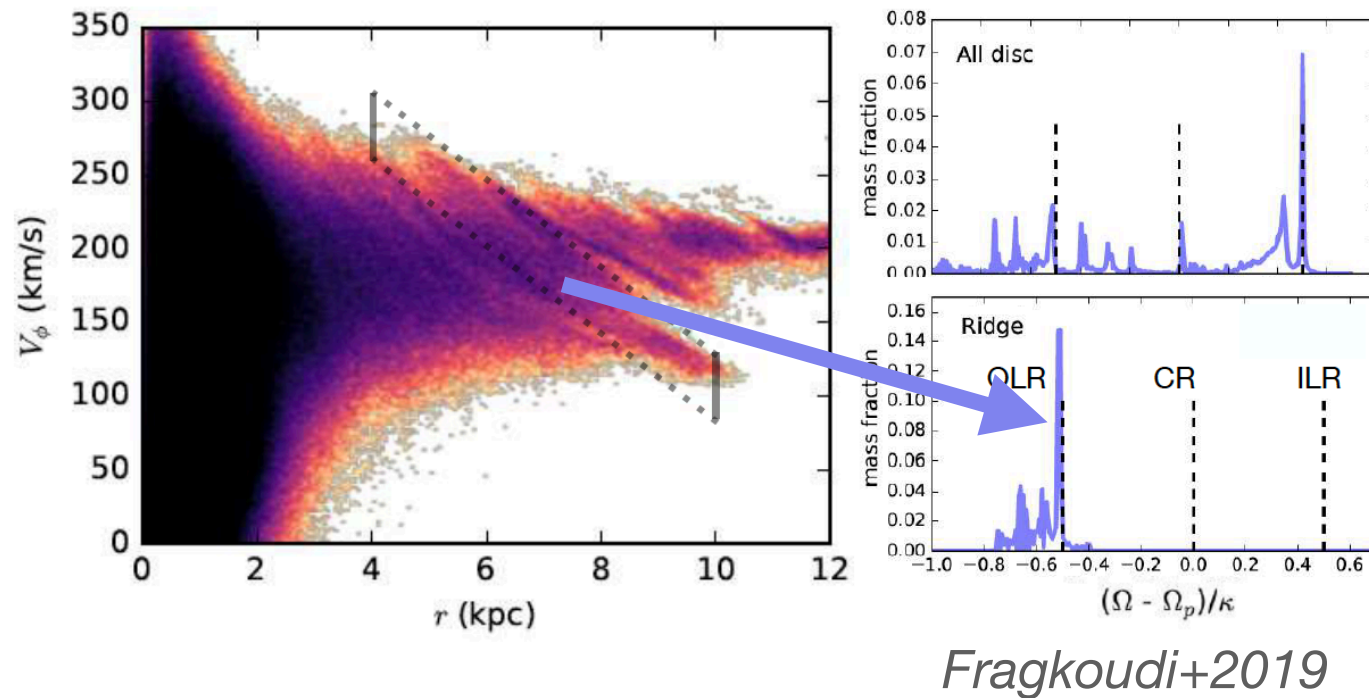 350
300
250
200
150
100
50
0
V_ϕ (km/s)
0 2 4 6 8 10 12
r (kpc)
0.08
0.07
0.06
0.05
0.04
0.03
0.02
0.01
0.00
mass fraction
All disc
0.16
0.14
0.12
0.10
0.08
0.06
0.04
0.02
0.00
mass fraction
Ridge
OLR CR ILR
−1.0 −0.8 −0.6 −0.4 −0.2 0.0 0.2 0.4 0.6
(Ω - Ω_p)/κ
Fragkoudi+2019